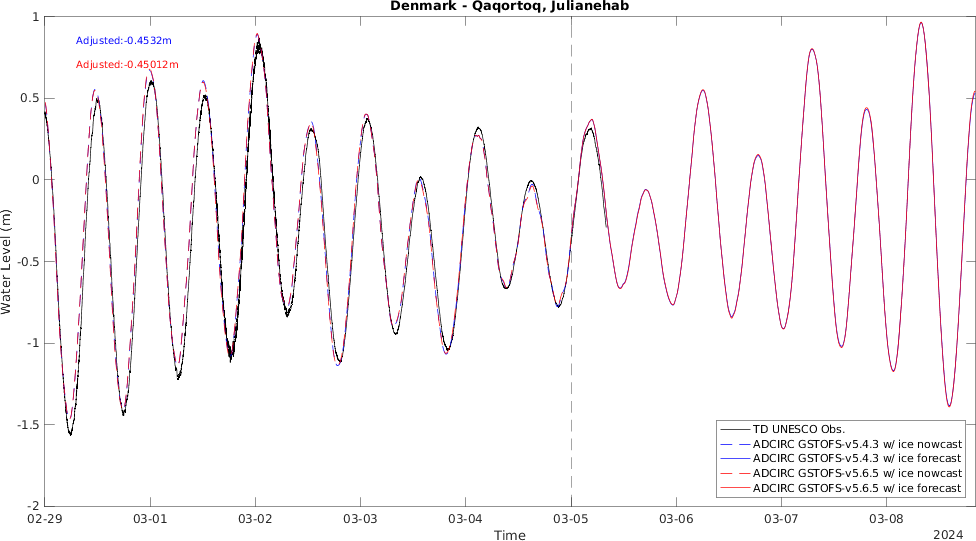 Denmark - Qaqortoq, Julianehab
Adjusted:-0.4532m
Adjusted:-0.45012m
1
0.5
0
-0.5
-1
-1.5
-2
Water Level (m)
02-29
03-01
03-02
03-03
03-04
03-05
03-06
03-07
03-08
Time
2024
TD UNESCO Obs.
ADCIRC GSTOFS-v5.4.3 w/ ice nowcast
ADCIRC GSTOFS-v5.4.3 w/ ice forecast
ADCIRC GSTOFS-v5.6.5 w/ ice nowcast
ADCIRC GSTOFS-v5.6.5 w/ ice forecast